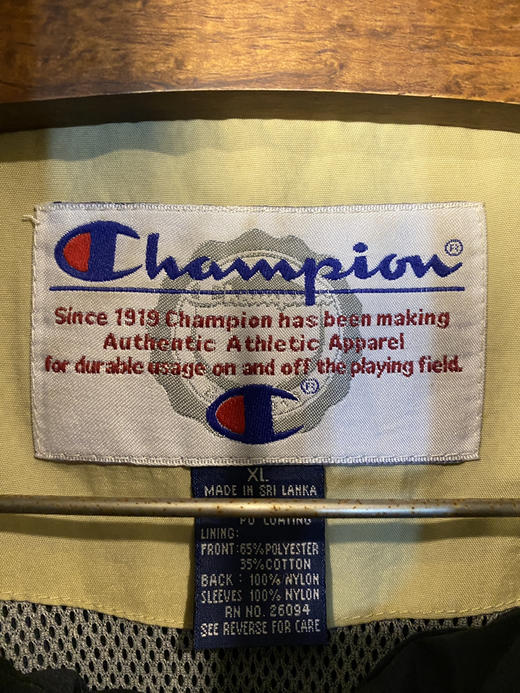 Champion®
Since 1919 Champion has been making
Authentic Athletic Apparel
for durable usage on and off the playing field.
®
XL
MADE IN SRI LANKA
PU COATING
LINING:
FRONT: 65% POLYESTER
35% COTTON
BACK : 100% NYLON
SLEEVES 100% NYLON
RN NO. 26094
SEE REVERSE FOR CARE